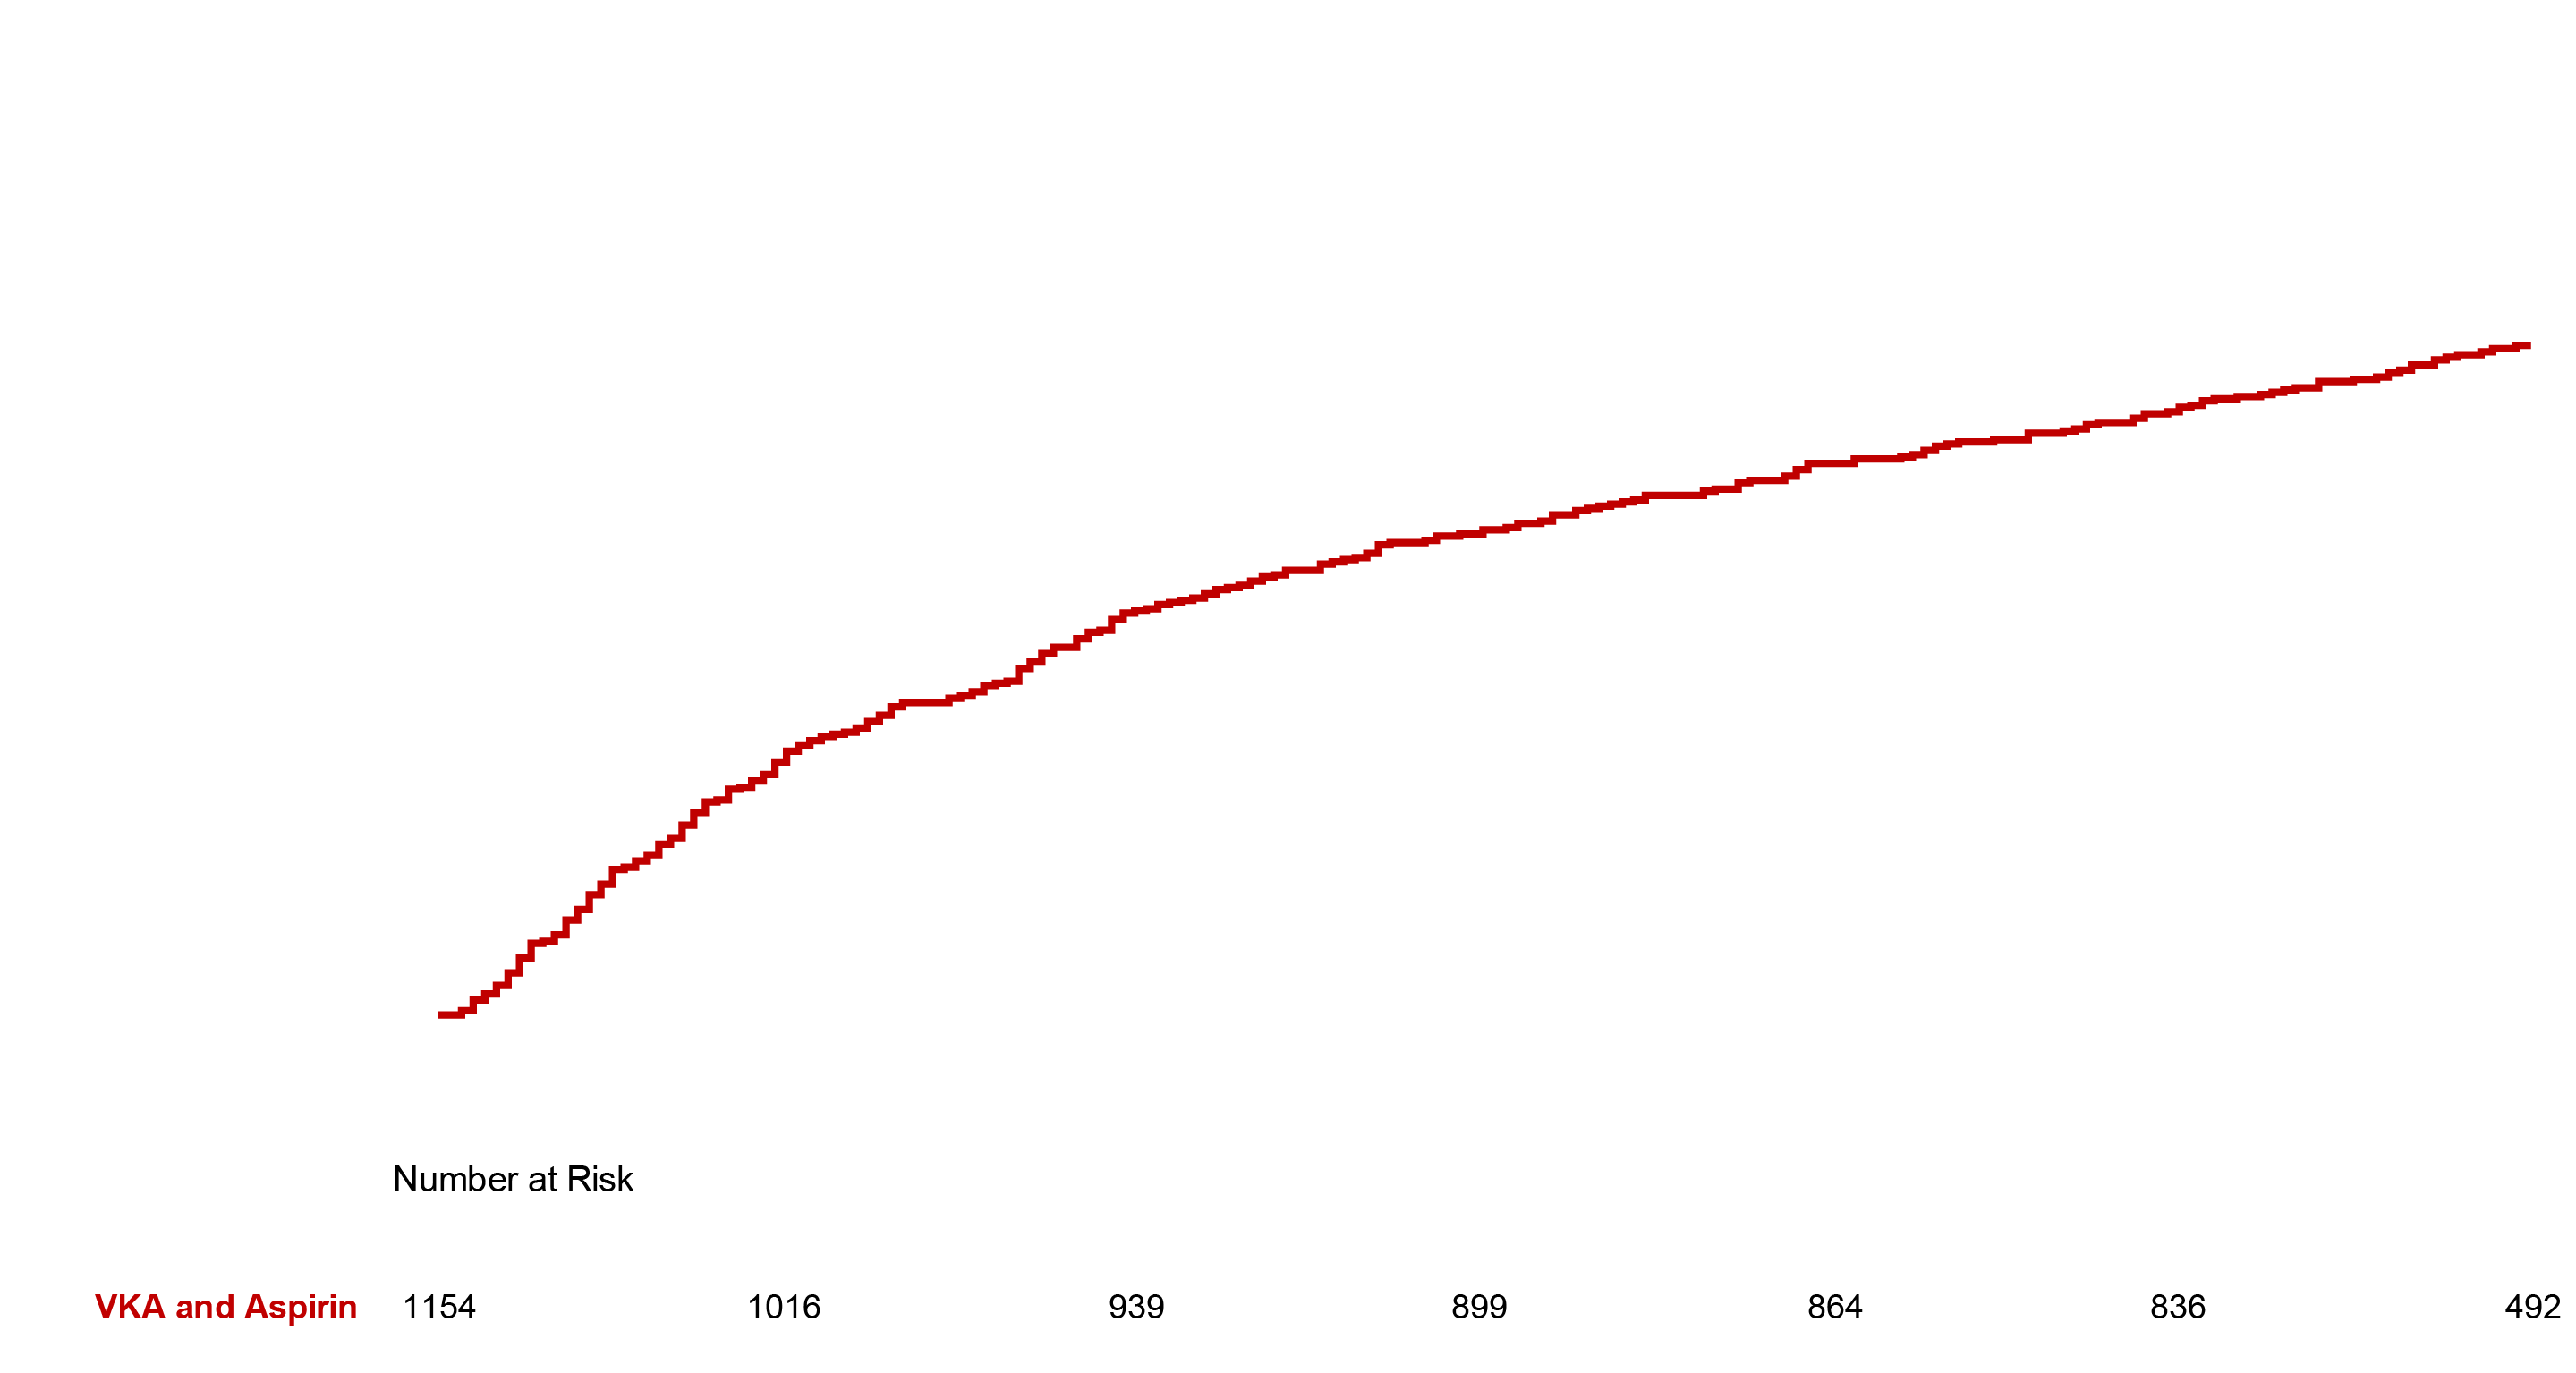 Number at Risk
VKA and Aspirin 1154 1016 939 899 864 836 492